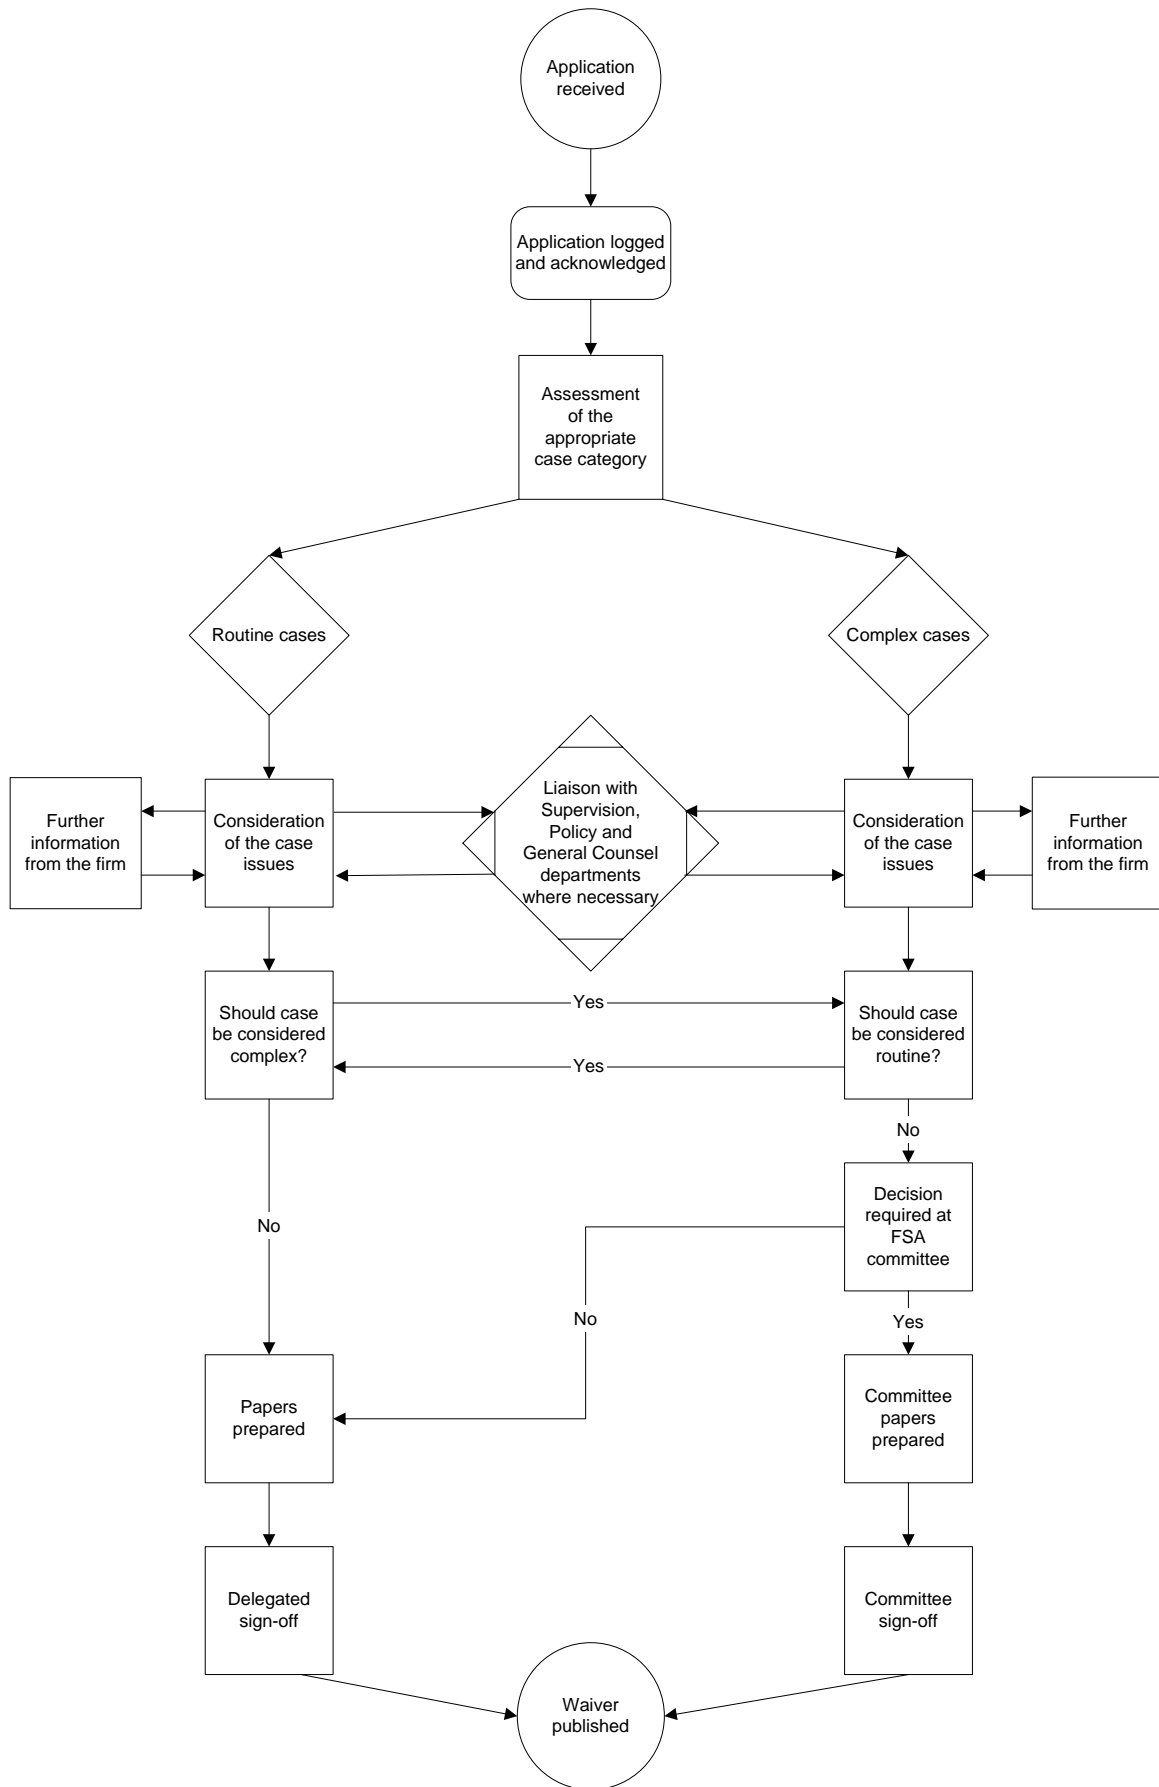 Application
received
Application logged
and acknowledged
Assessment
of the
appropriate
case category
Routine cases
Complex cases
Further
information
from the firm
Consideration
of the case
issues
Liaison with
Supervision,
Policy and
General Counsel
departments
where necessary
Consideration
of the case
issues
Further
information
from the firm
Should case
be considered
complex?
Yes
Yes
Should case
be considered
routine?
No
No
Decision
required at
FSA
committee
No
Yes
Papers
prepared
Committee
papers
prepared
Delegated
sign-off
Committee
sign-off
Waiver
published